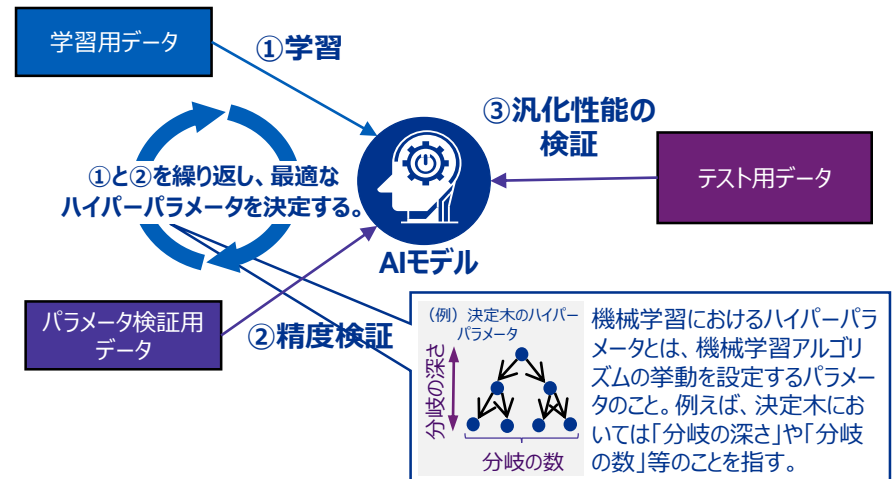 学習用データ
①学習
③汎化性能の
検証
①と②を繰り返し、最適な
ハイパーパラメータを決定する。
テスト用データ
AIモデル
パラメータ検証用
データ
②精度検証
（例）決定木のハイパー
パラメータ
分岐の深さ
分岐の数
機械学習におけるハイパーパラ
メータとは、機械学習アルゴリ
ズムの挙動を設定するパラメー
タのこと。例えば、決定木にお
いては「分岐の深さ」や「分岐
の数」等のことを指す。